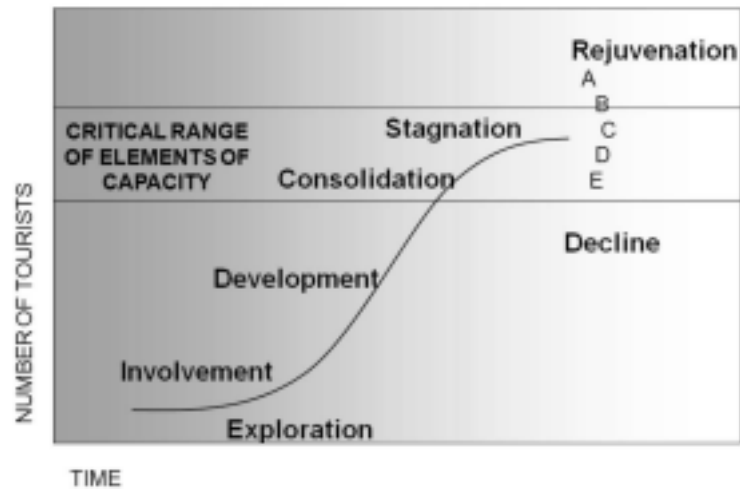 Rejuvenation
A
B
CRITICAL RANGE
OF ELEMENTS OF
CAPACITY
Stagnation
C
D
Consolidation
E
Decline
Development
Involvement
Exploration
NUMBER OF TOURISTS
TIME